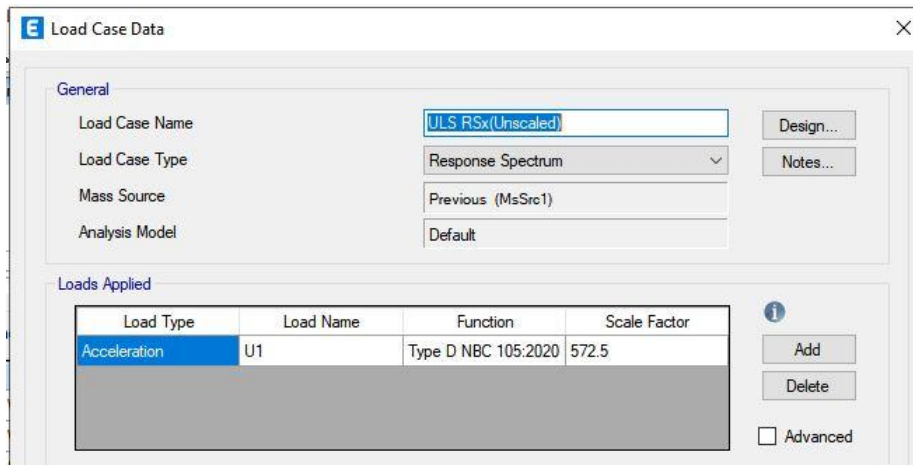 E Load Case Data
General
Load Case Name ULS RSx(Unscaled) Design...
Load Case Type Response Spectrum Notes...
Mass Source Previous (MsSrc1)
Analysis Model Default
Loads Applied
Load Type Load Name Function Scale Factor
Acceleration U1 Type D NBC 105:2020 572.5
Add
Delete
Advanced